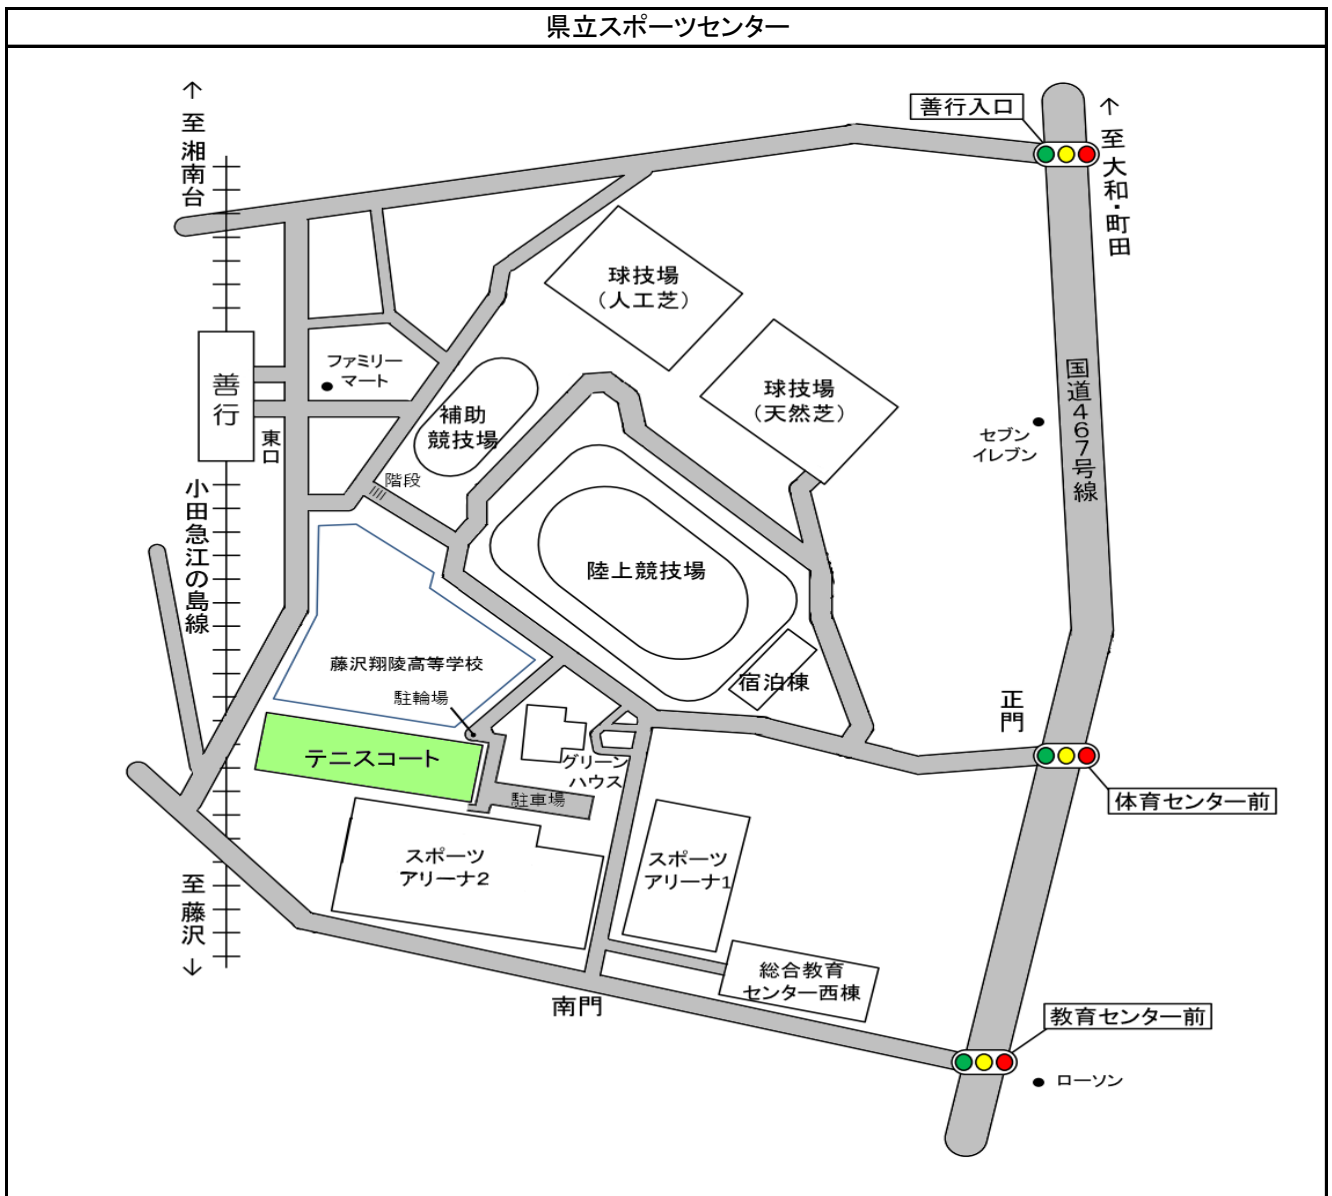 県立スポーツセンター
善行入口
↑至湘南台
↑至大和・町田
球技場
（人工芝）
ファミリー
マート
善行
球技場
（天然芝）
国道467号線
補助
競技場
セブン
イレブン
東口
階段
小田急江の島線
陸上競技場
藤沢翔陵高等学校
宿泊棟
駐輪場
正門
テニスコート
グリーン
ハウス
駐車場
体育センター前
スポーツ
アリーナ2
スポーツ
アリーナ1
至藤沢↓
総合教育
センター西棟
南門
教育センター前
ローソン